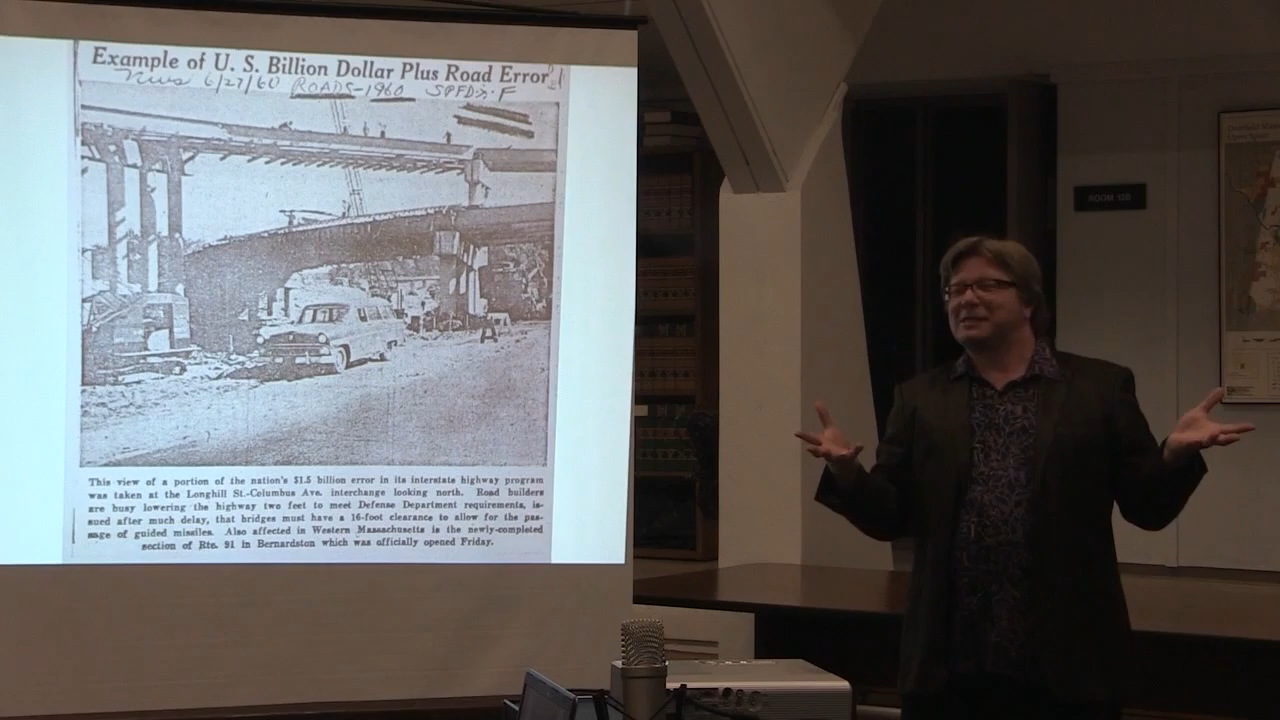 Example of U. S. Billion Dollar Plus Road Error
News 6/27/60 ROADS-1960 SPFD.-F
This view of a portion of the nation's $1.5 billion error in its interstate highway program
was taken at the Longhill St.-Columbus Ave. interchange looking north. Road builders
are busy lowering the highway two feet to meet Defense Department requirements, is-
sued after much delay, that bridges must have a 16-foot clearance to allow for the pas-
sage of guided missiles. Also affected in Western Massachusetts is the newly-completed
section of Rte. 91 in Bernardston which was officially opened Friday.
ROOM 12